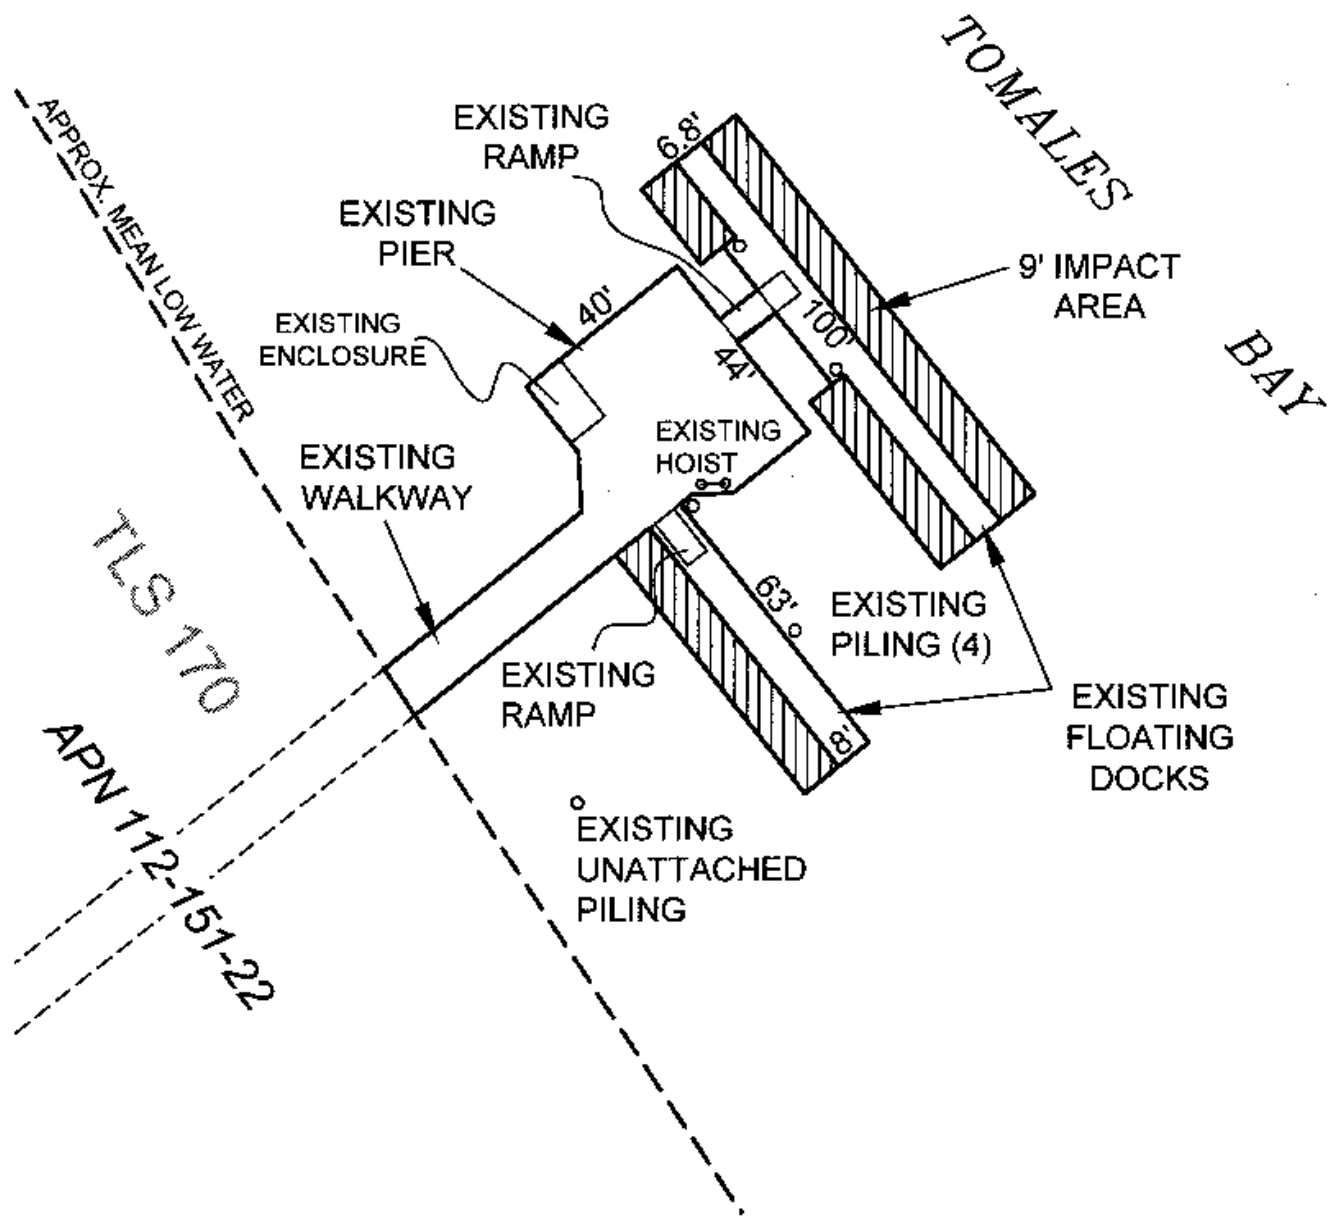 TOMALES
BAY
APPROX. MEAN LOW WATER
EXISTING
RAMP
6.8'
EXISTING
PIER
40'
9' IMPACT
AREA
EXISTING
ENCLOSURE
100'
44'
EXISTING
HOIST
EXISTING
WALKWAY
TLS 170
63'
EXISTING
PILING (4)
EXISTING
RAMP
8'
EXISTING
FLOATING
DOCKS
APN 112-151-22
EXISTING
UNATTACHED
PILING